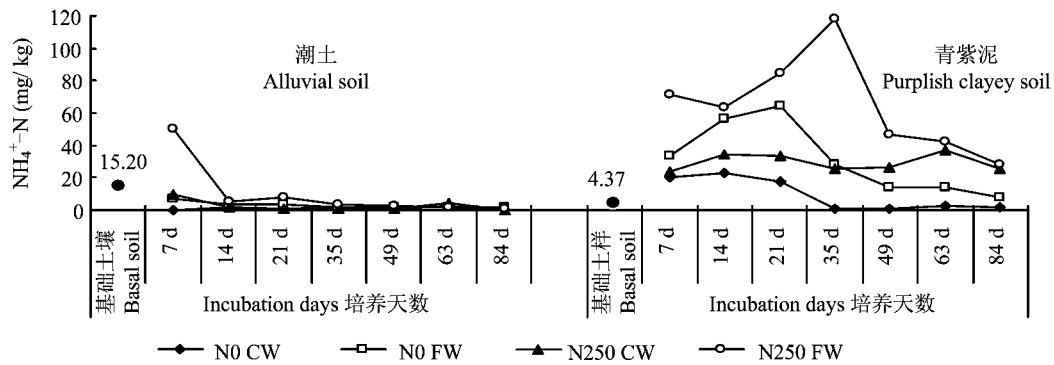 NH₄⁺-N (mg/ kg)
120
100
80
60
40
20
0
潮土
Alluvial soil
青紫泥
Purplish clayey soil
15.20
4.37
基础土壤
Basal soil
7 d
14 d
21 d
35 d
49 d
63 d
84 d
Incubation days 培养天数
基础土样
Basal soil
7 d
14 d
21 d
35 d
49 d
63 d
84 d
Incubation days 培养天数
N0 CW
N0 FW
N250 CW
N250 FW